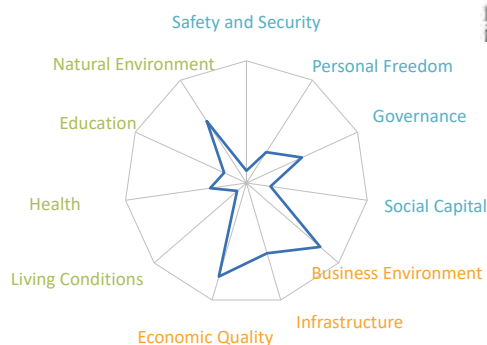 Safety and Security
Natural Environment
Personal Freedom
Education
Governance
Health
Social Capital
Living Conditions
Business Environment
Economic Quality
Infrastructure